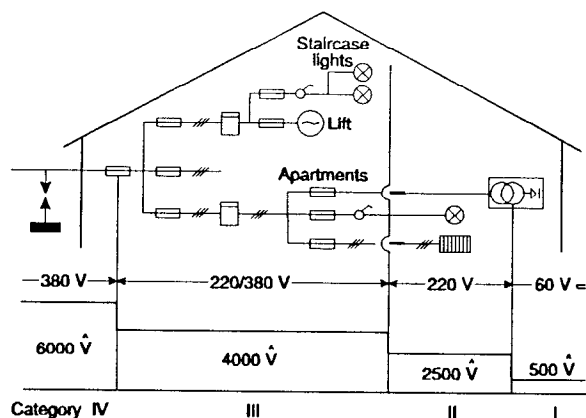 Staircase
lights
Lift
Apartments
380 V
220/380 V
220 V
60 V =
6000 V̂
4000 V̂
2500 V̂
500 V̂
Category IV
III
II
I